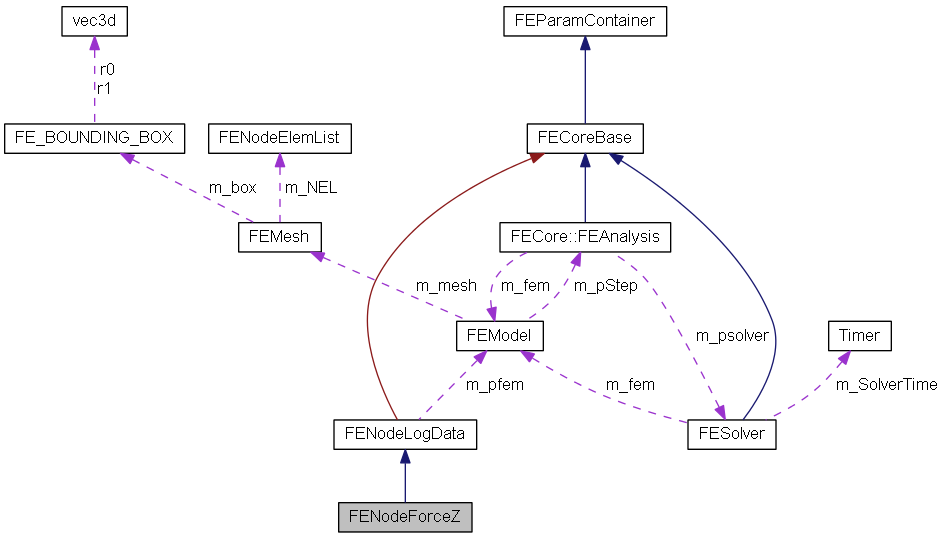 vec3d
FEParamContainer
r0
r1
FE_BOUNDING_BOX
FENodeElemList
FECoreBase
m_box
m_NEL
FEMesh
FECore::FEAnalysis
m_mesh
m_fem
m_pStep
FEModel
m_psolver
Timer
m_pfem
m_fem
m_SolverTime
FENodeLogData
FESolver
FENodeForceZ